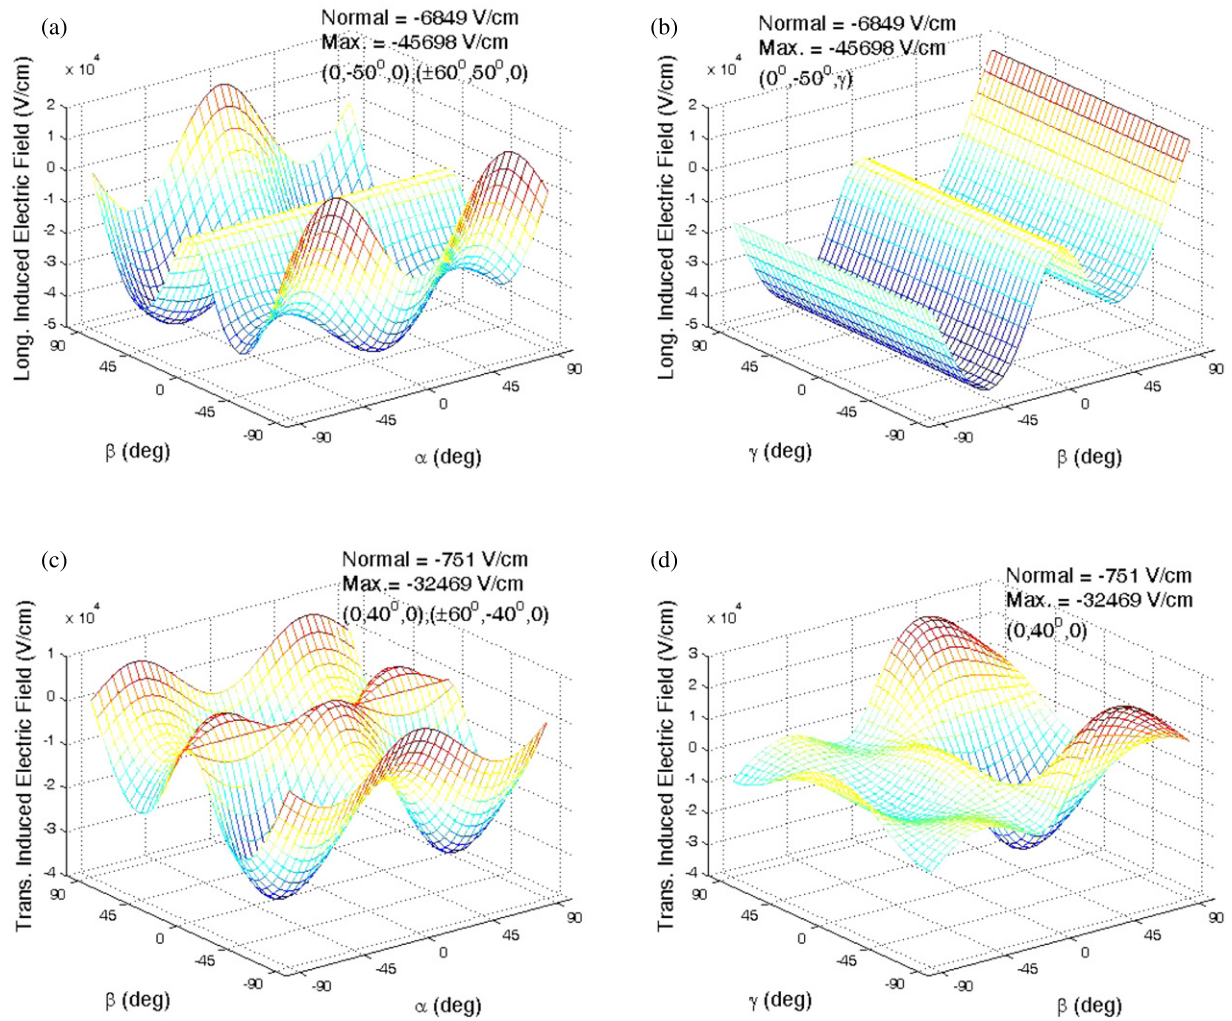 (a)
Normal = -6849 V/cm
Max. = -45698 V/cm
(0,-50⁰,0);(±60⁰,50⁰,0)
x 10⁴
Long. Induced Electric Field (V/cm)
2
1
0
-1
-2
-3
-4
-5
90
45
0
-45
-90
β (deg)
-90
-45
0
45
90
α (deg)
(b)
Normal = -6849 V/cm
Max. = -45698 V/cm
(0⁰,-50⁰,γ)
x 10⁴
Long. Induced Electric Field (V/cm)
2
1
0
-1
-2
-3
-4
-5
90
45
0
-45
-90
γ (deg)
-90
-45
0
45
90
β (deg)
(c)
Normal = -751 V/cm
Max.= -32469 V/cm
(0,40⁰,0);(±60⁰,-40⁰,0)
x 10⁴
Trans. Induced Electric Field (V/cm)
1
0
-1
-2
-3
-4
90
45
0
-45
-90
β (deg)
-90
-45
0
45
90
α (deg)
(d)
Normal = -751 V/cm
Max. = -32469 V/cm
(0,40⁰,0)
x 10⁴
Trans. Induced Electric Field (V/cm)
3
2
1
0
-1
-2
-3
-4
90
45
0
-45
-90
γ (deg)
-90
-45
0
45
90
β (deg)